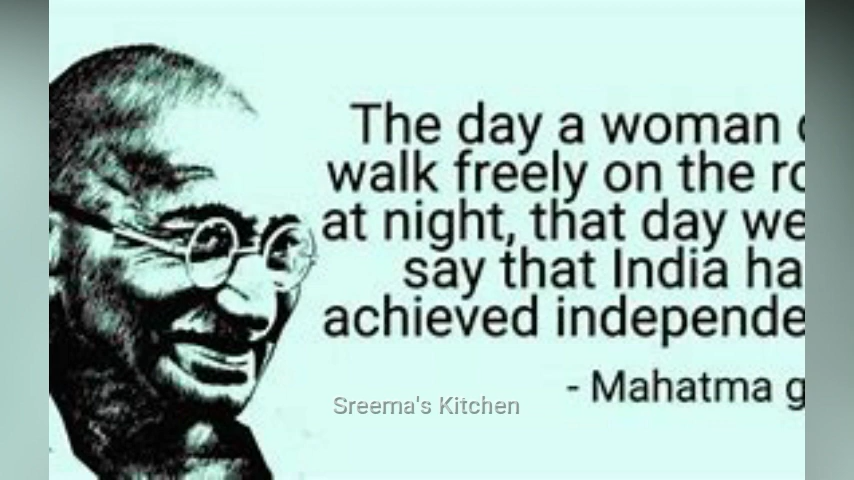 The day a woman
walk freely on the
at night, that day we
say that India
achieved
- Mahatma
Sreema's Kitchen